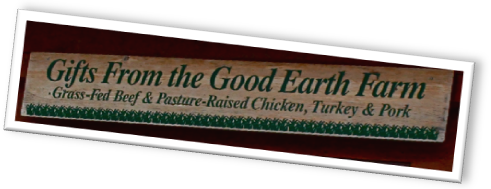 Gifts From the Good Earth Farm
·Grass-Fed Beef & Pasture-Raised Chicken, Turkey & Pork